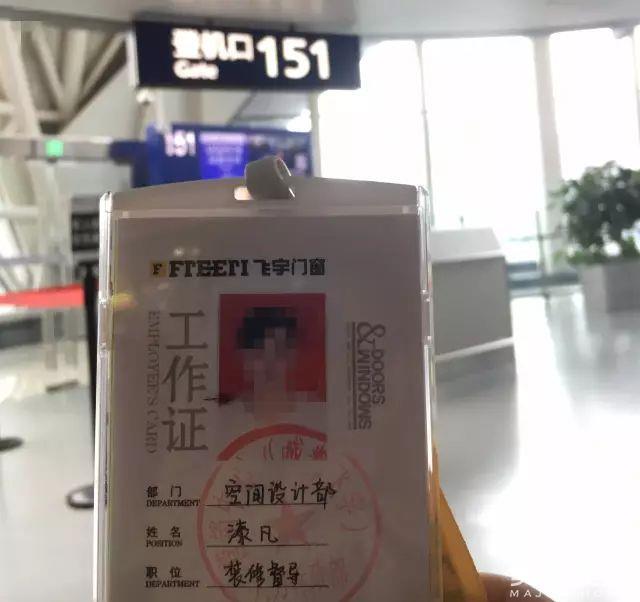 登机口 151
Gate
151
F FTEETI 飞宇门窗
工作证
EMPLOYEE'S CARD
&DOORS
WINDOWS
部 门 空间设计部
DEPARTMENT
姓 名 漆凡
POSITION
职 位 装修督导
DEPARTMENT